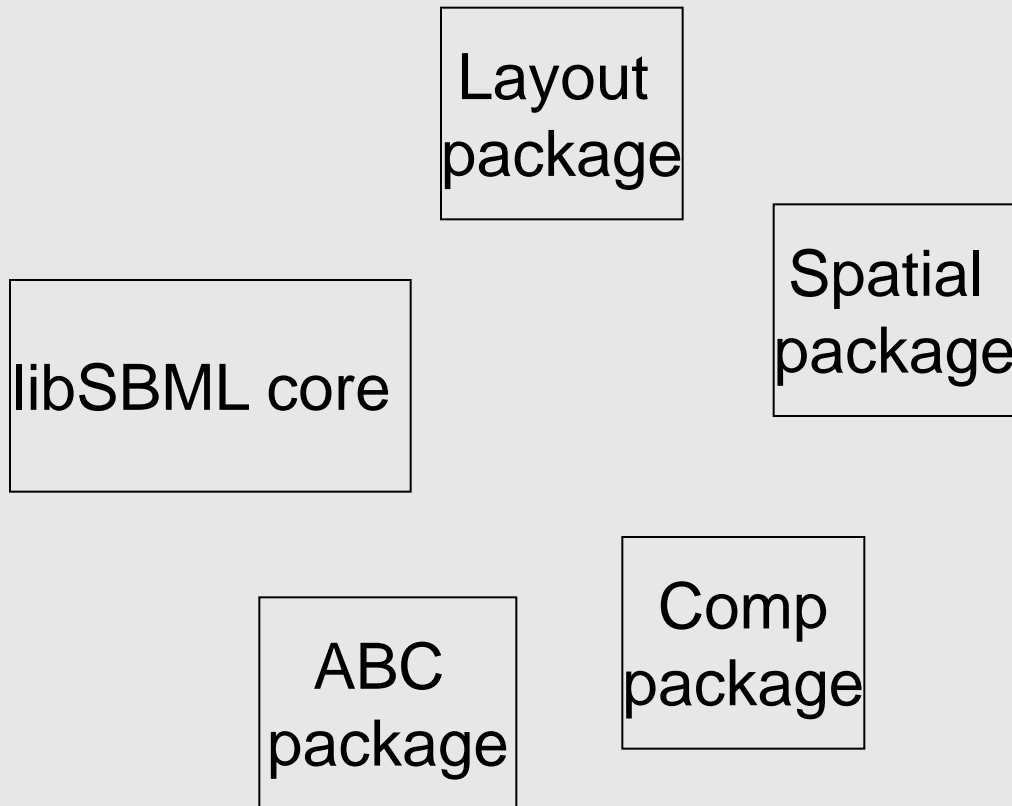 Layout
package
Spatial
package
libSBML core
Comp
package
ABC
package